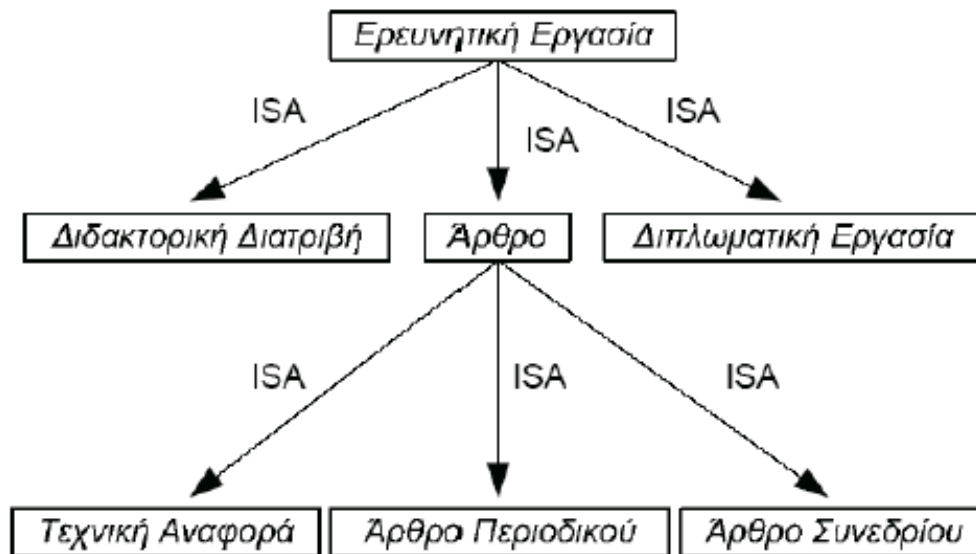 Ερευνητική Εργασία
ISA
ISA
ISA
Διδακτορική Διατριβή
Άρθρο
Διπλωματική Εργασία
ISA
ISA
ISA
Τεχνική Αναφορά
Άρθρο Περιοδικού
Άρθρο Συνεδρίου